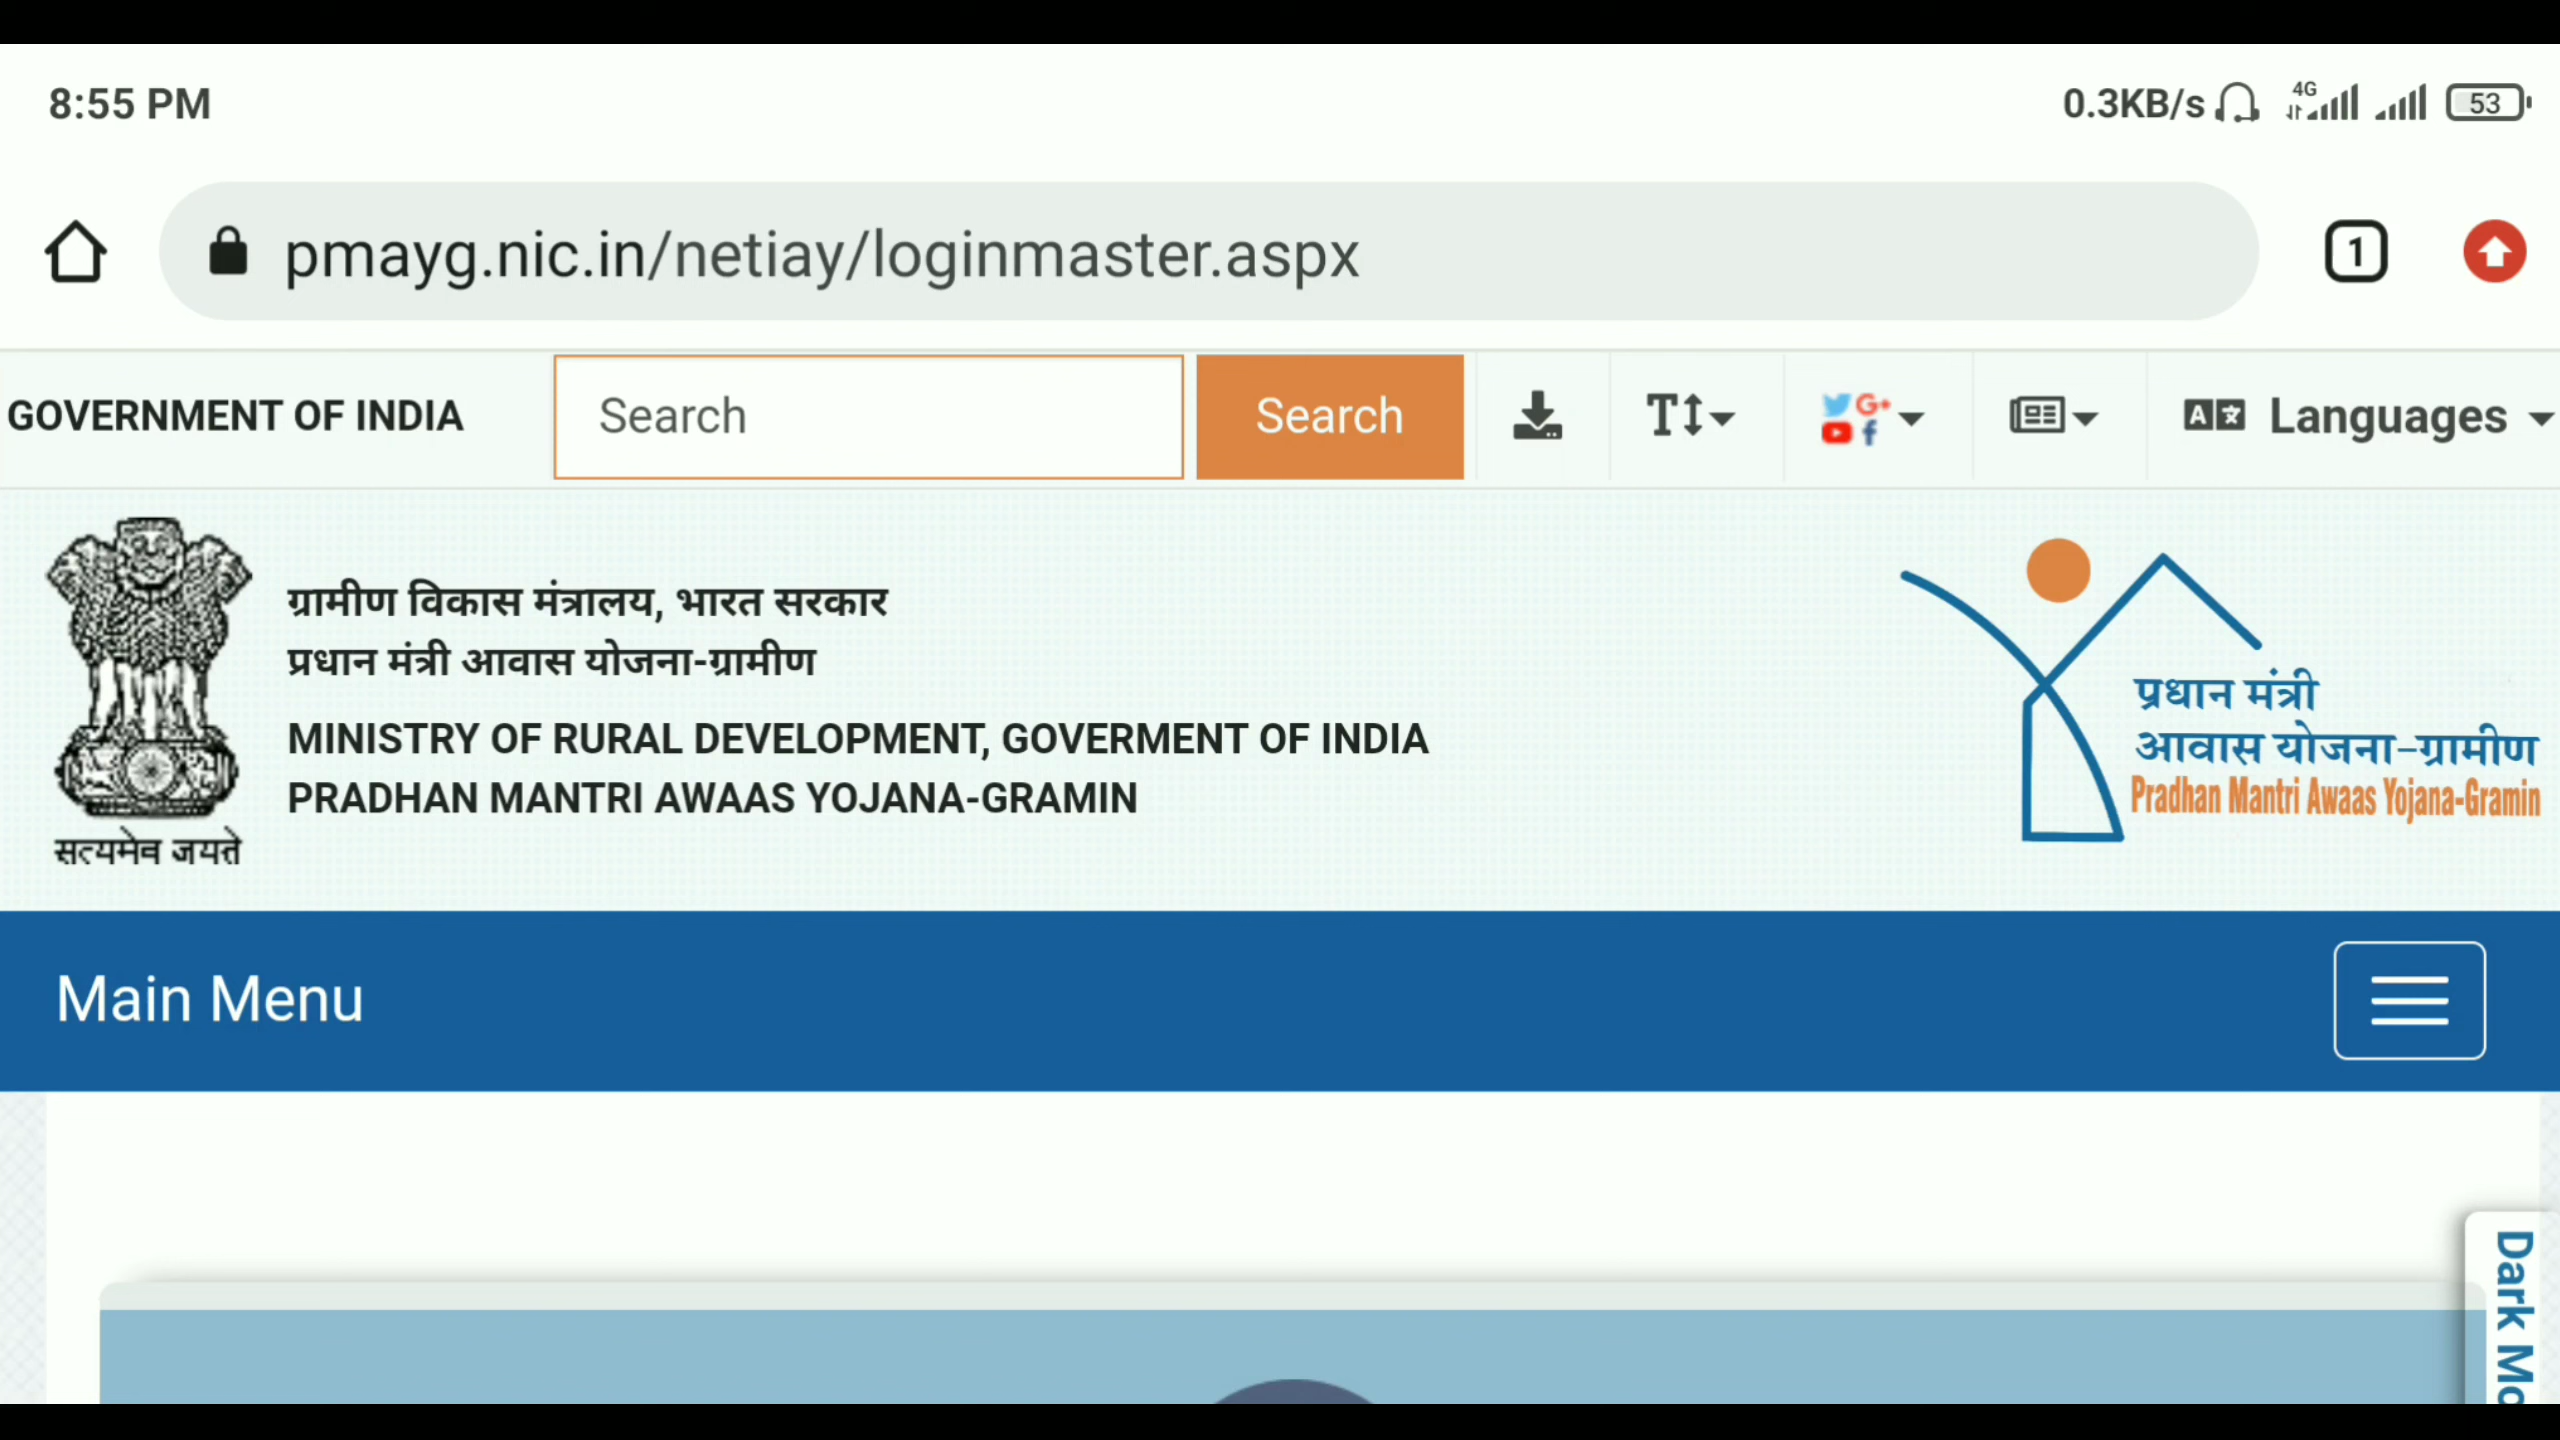 8:55 PM
0.3KB/s 4G 53
pmayg.nic.in/netiay/loginmaster.aspx
1
GOVERNMENT OF INDIA
Search
Search
Languages
ग्रामीण विकास मंत्रालय, भारत सरकार
प्रधान मंत्री आवास योजना-ग्रामीण
MINISTRY OF RURAL DEVELOPMENT, GOVERMENT OF INDIA
PRADHAN MANTRI AWAAS YOJANA-GRAMIN
सत्यमेव जयते
प्रधान मंत्री
आवास योजना-ग्रामीण
Pradhan Mantri Awaas Yojana-Gramin
Main Menu
Dark Mo